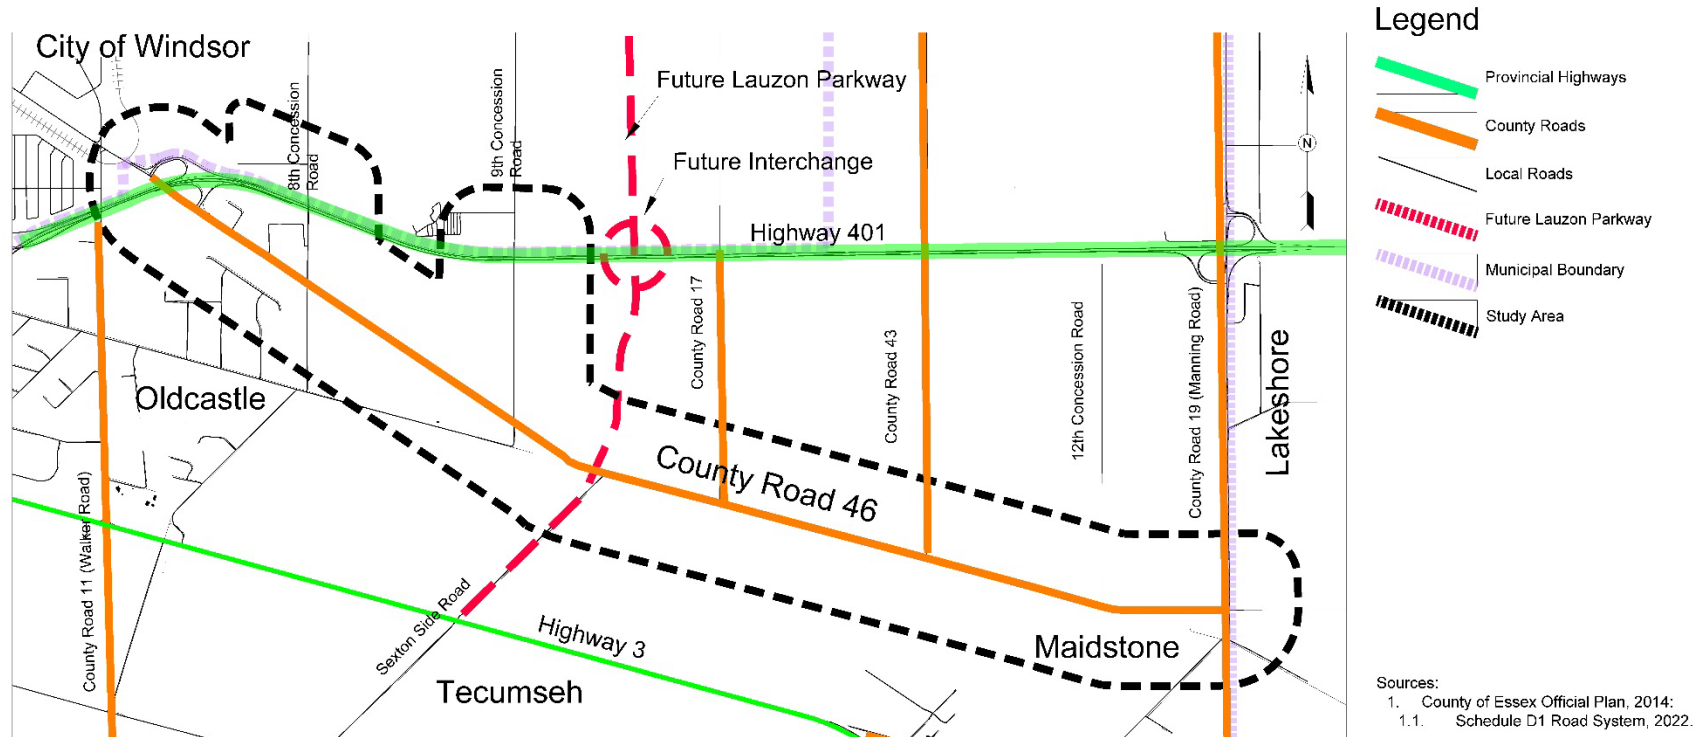 City of Windsor
8th Concession
Road
9th Concession
Road
Future Lauzon Parkway
Future Interchange
Highway 401
N
County Road 17
County Road 43
12th Concession Road
County Road 19 (Manning Road)
Lakeshore
Oldcastle
County Road 46
County Road 11 (Walker Road)
Sexton Side Road
Highway 3
Maidstone
Tecumseh
Legend
Provincial Highways
County Roads
Local Roads
Future Lauzon Parkway
Municipal Boundary
Study Area
Sources:
1. County of Essex Official Plan, 2014:
1.1. Schedule D1 Road System, 2022.